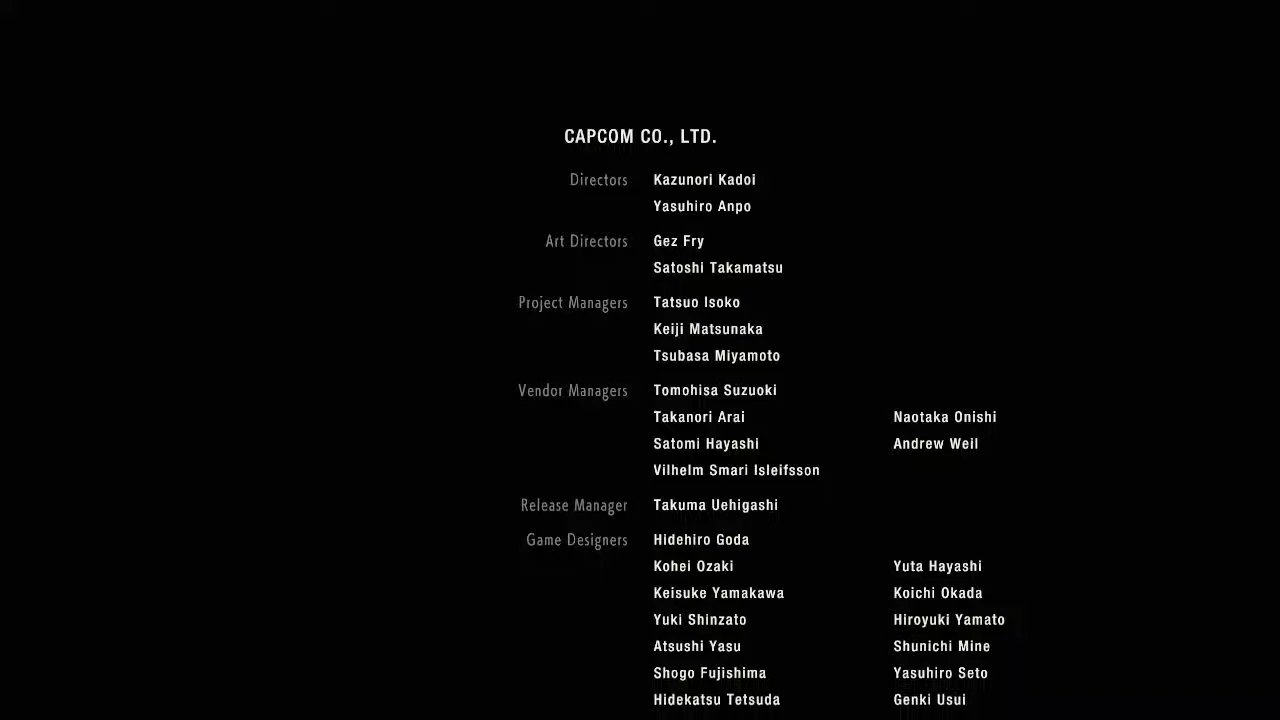 CAPCOM CO., LTD.
Directors Kazunori Kadoi
Yasuhiro Anpo
Art Directors Gez Fry
Satoshi Takamatsu
Project Managers Tatsuo Isoko
Keiji Matsunaka
Tsubasa Miyamoto
Vendor Managers Tomohisa Suzuoki
Takanori Arai Naotaka Onishi
Satomi Hayashi Andrew Weil
Vilhelm Smari Isleifsson
Release Manager Takuma Uehigashi
Game Designers Hidehiro Goda
Kohei Ozaki Yuta Hayashi
Keisuke Yamakawa Koichi Okada
Yuki Shinzato Hiroyuki Yamato
Atsushi Yasu Shunichi Mine
Shogo Fujishima Yasuhiro Seto
Hidekatsu Tetsuda Genki Usui